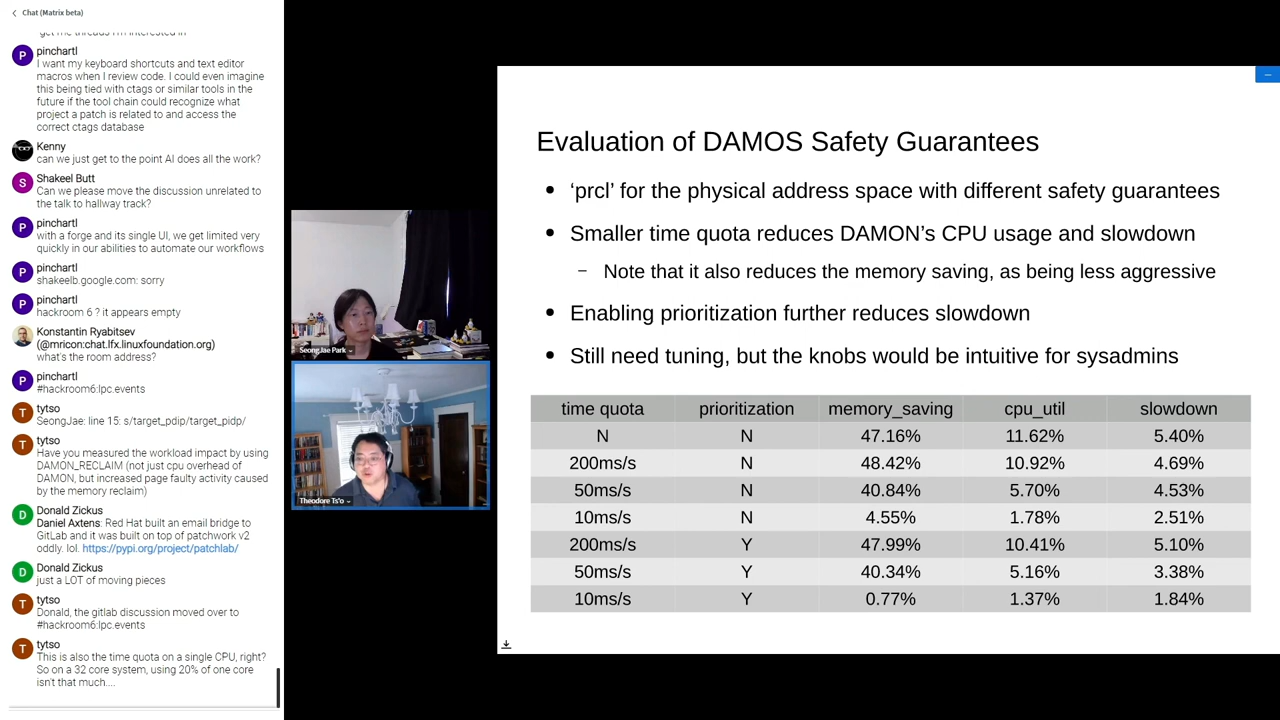 Chat (Matrix beta)
get me threads I'm interested in
P
pinchartl
I want my keyboard shortcuts and text editor
macros when I review code. I could even imagine
this being tied with ctags or similar tools in the
future if the tool chain could recognize what
project a patch is related to and access the
correct ctags database
Kenny
can we just get to the point AI does all the work?
S
Shakeel Butt
Can we please move the discussion unrelated to
the talk to hallway track?
P
pinchartl
with a forge and its single UI, we get limited very
quickly in our abilities to automate our workflows
P
pinchartl
shakeelb.google.com: sorry
P
pinchartl
hackroom 6 ? it appears empty
Konstantin Ryabitsev
(@mricon:chat.lfx.linuxfoundation.org)
what's the room address?
P
pinchartl
#hackroom6:lpc.events
T
tytso
SeongJae: line 15: s/target_pdip/target_pidp/
T
tytso
Have you measured the workload impact by using
DAMON_RECLAIM (not just cpu overhead of
DAMON, but increased page faulty activity caused
by the memory reclaim)
D
Donald Zickus
Daniel Axtens: Red Hat built an email bridge to
GitLab and it was built on top of patchwork v2
oddly. lol. https://pypi.org/project/patchlab/
D
Donald Zickus
just a LOT of moving pieces
T
tytso
Donald, the gitlab discussion moved over to
#hackroom6:lpc.events
T
tytso
This is also the time quota on a single CPU, right?
So on a 32 core system, using 20% of one core
isn't that much....
SeongJae Park
Theodore Ts'o
Evaluation of DAMOS Safety Guarantees
• ‘prcl’ for the physical address space with different safety guarantees
• Smaller time quota reduces DAMON’s CPU usage and slowdown
– Note that it also reduces the memory saving, as being less aggressive
• Enabling prioritization further reduces slowdown
• Still need tuning, but the knobs would be intuitive for sysadmins
time quota prioritization memory_saving cpu_util slowdown
N N 47.16% 11.62% 5.40%
200ms/s N 48.42% 10.92% 4.69%
50ms/s N 40.84% 5.70% 4.53%
10ms/s N 4.55% 1.78% 2.51%
200ms/s Y 47.99% 10.41% 5.10%
50ms/s Y 40.34% 5.16% 3.38%
10ms/s Y 0.77% 1.37% 1.84%